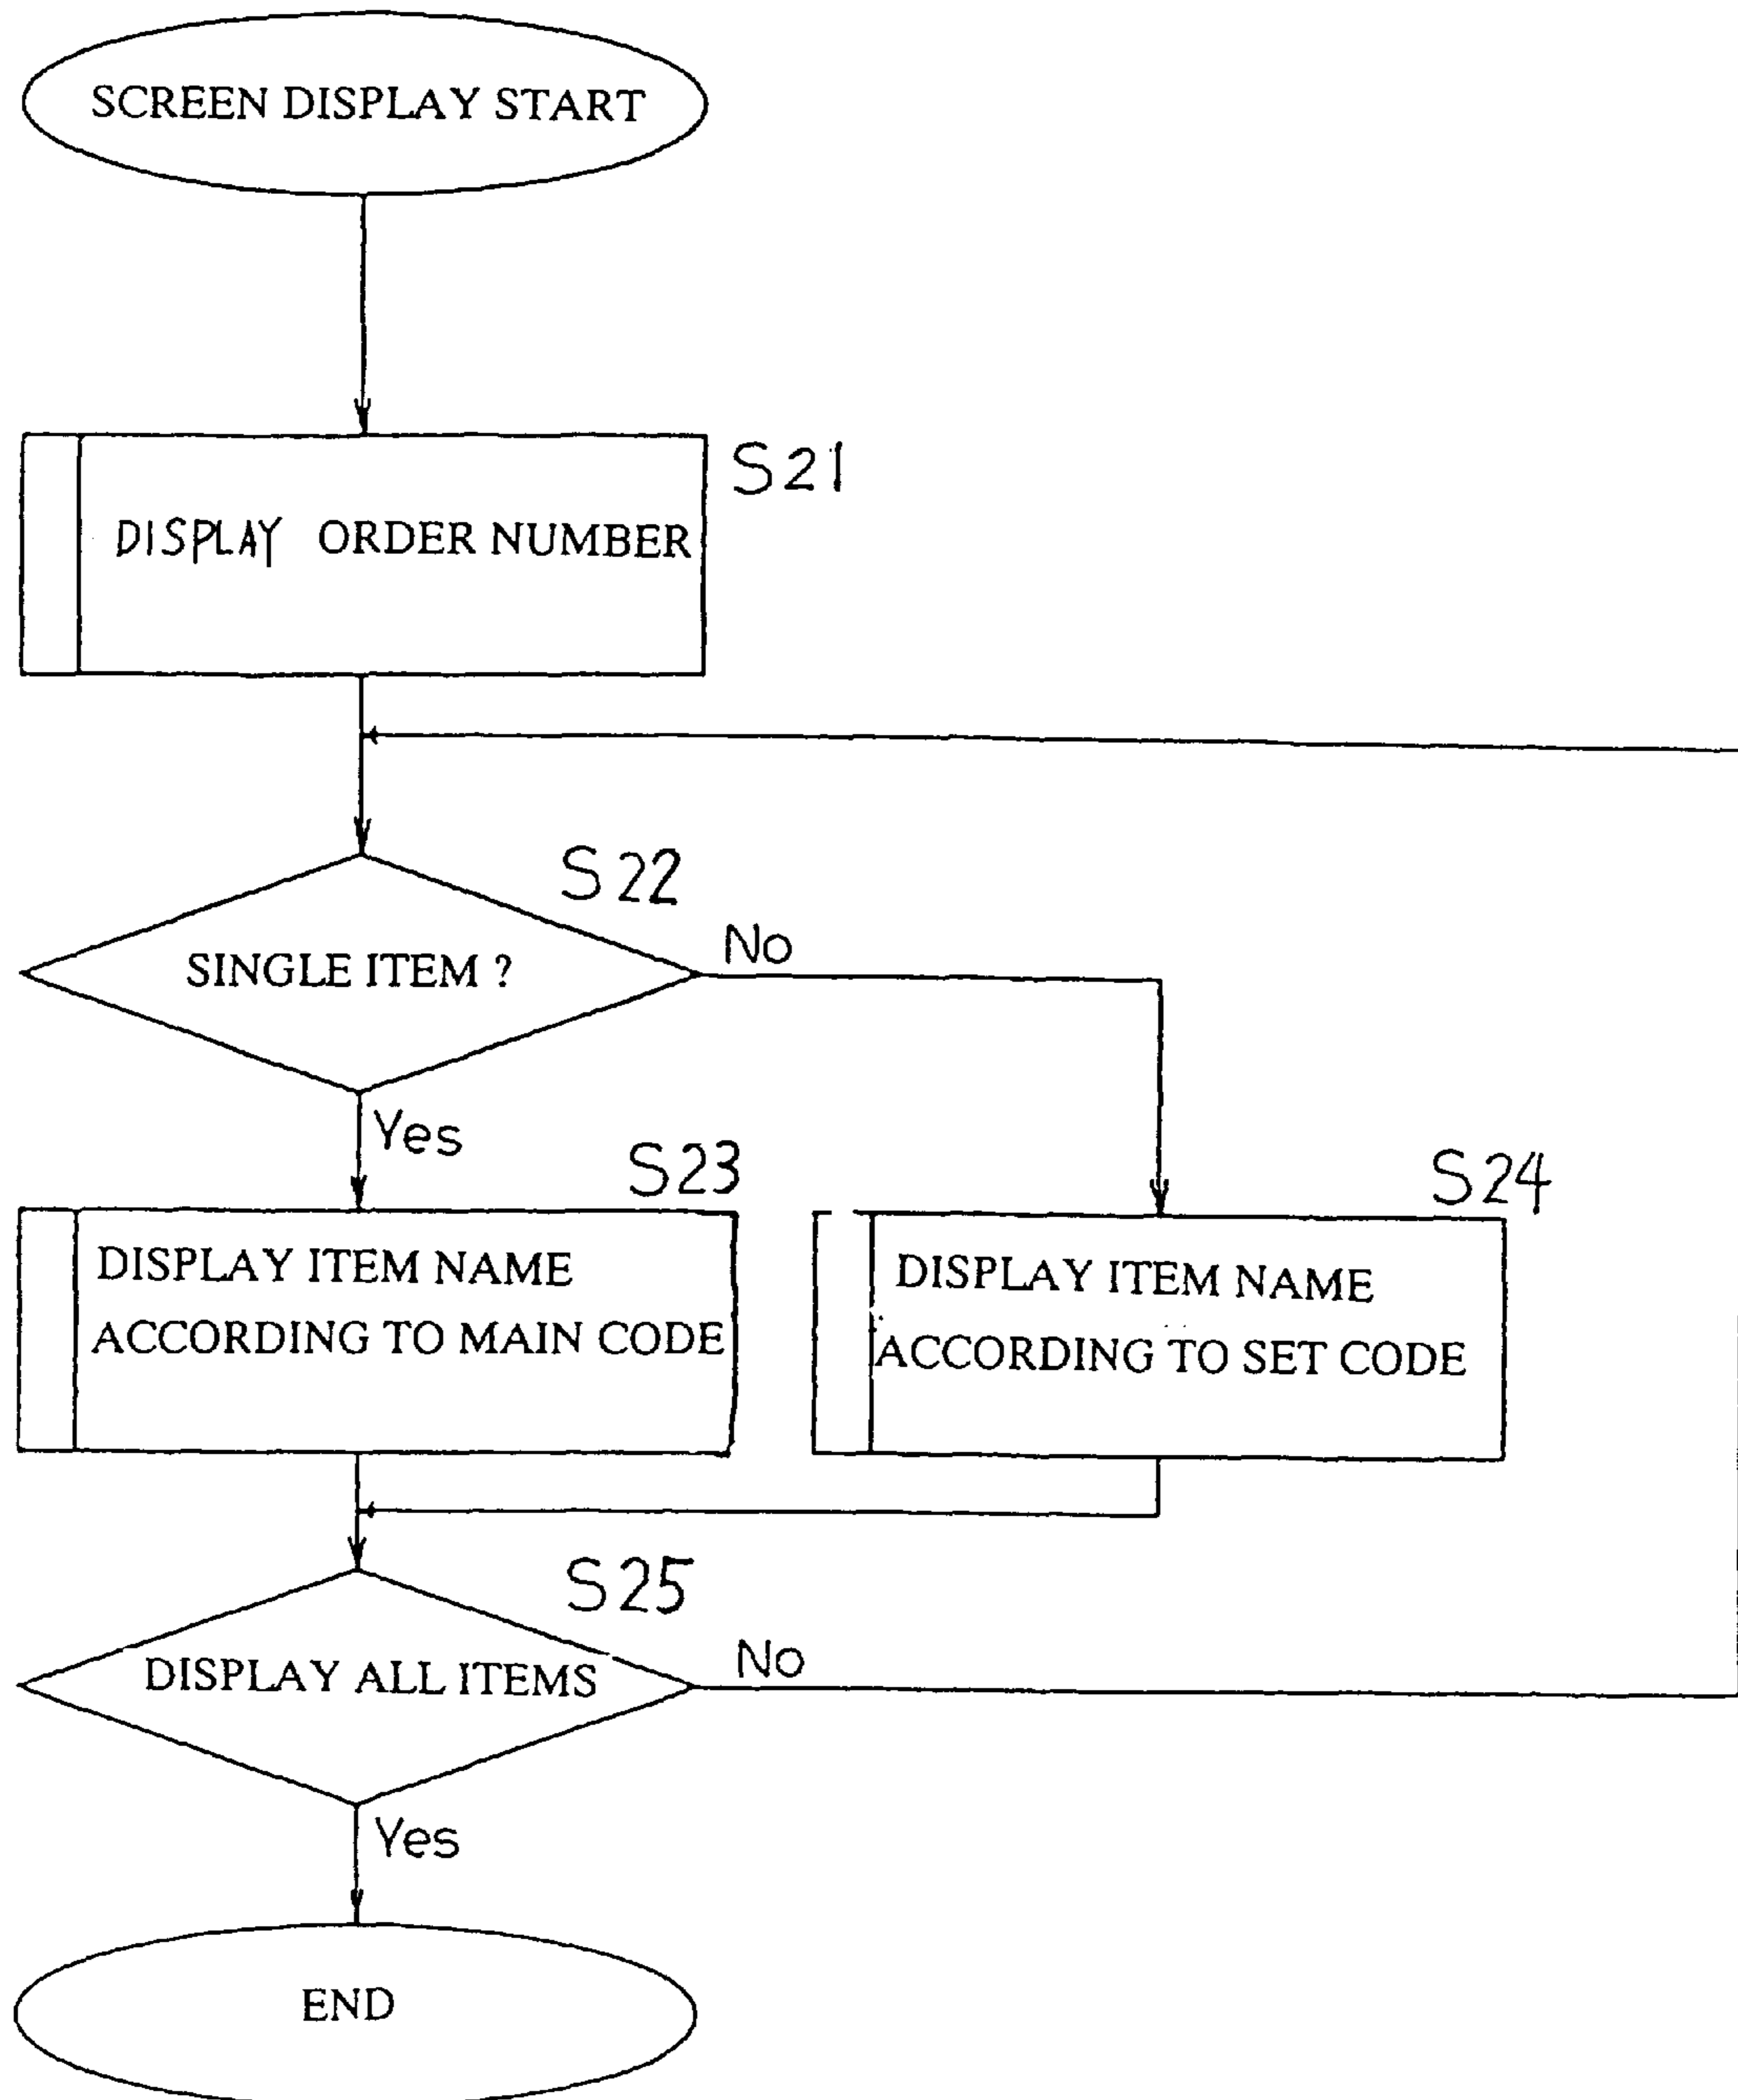 SCREEN DISPLAY START
S21
DISPLAY ORDER NUMBER
S22
No
SINGLE ITEM ?
Yes
S23
DISPLAY ITEM NAME
ACCORDING TO MAIN CODE
S24
DISPLAY ITEM NAME
ACCORDING TO SET CODE
S25
No
DISPLAY ALL ITEMS
Yes
END